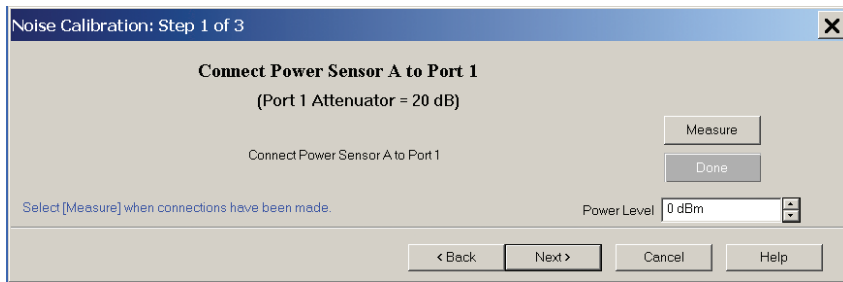 Noise Calibration: Step 1 of 3
Connect Power Sensor A to Port 1
(Port 1 Attenuator = 20 dB)
Measure
Connect Power Sensor A to Port 1
Done
Select [Measure] when connections have been made.
Power Level 0 dBm
< Back Next > Cancel Help